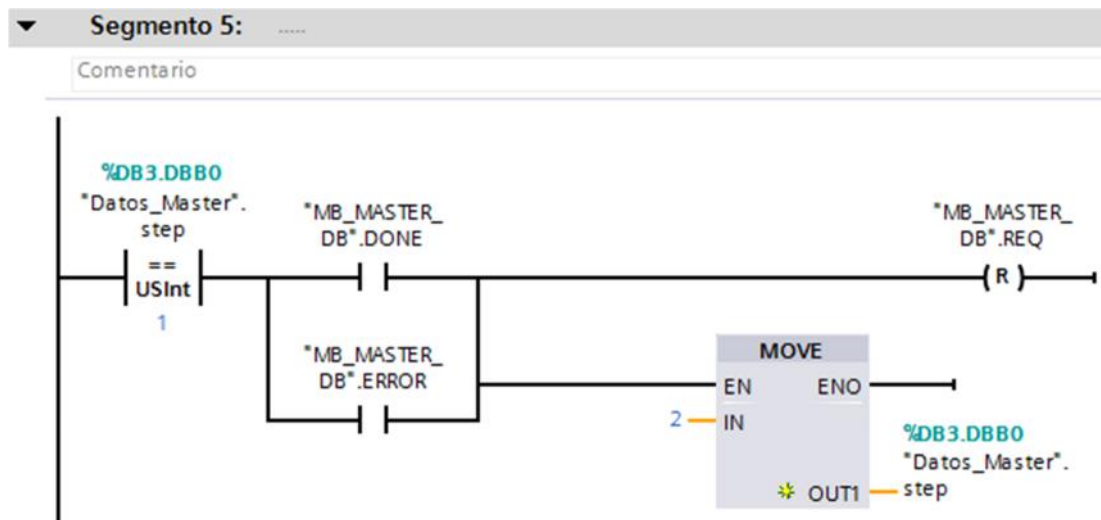 Segmento 5: .....
Comentario
%DB3.DBB0
"Datos_Master".
step
==
USInt
1
"MB_MASTER_
DB".DONE
"MB_MASTER_
DB".ERROR
"MB_MASTER_
DB".REQ
R
MOVE
EN ENO
2 IN
OUT1
%DB3.DBB0
"Datos_Master".
step